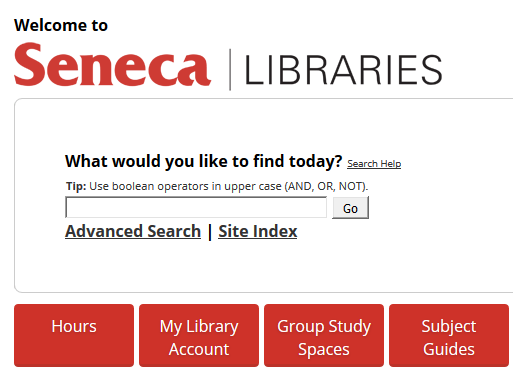 Welcome to
Seneca LIBRARIES
What would you like to find today? Search Help
Tip: Use boolean operators in upper case (AND, OR, NOT).
Go
Advanced Search | Site Index
Hours
My Library Account
Group Study Spaces
Subject Guides